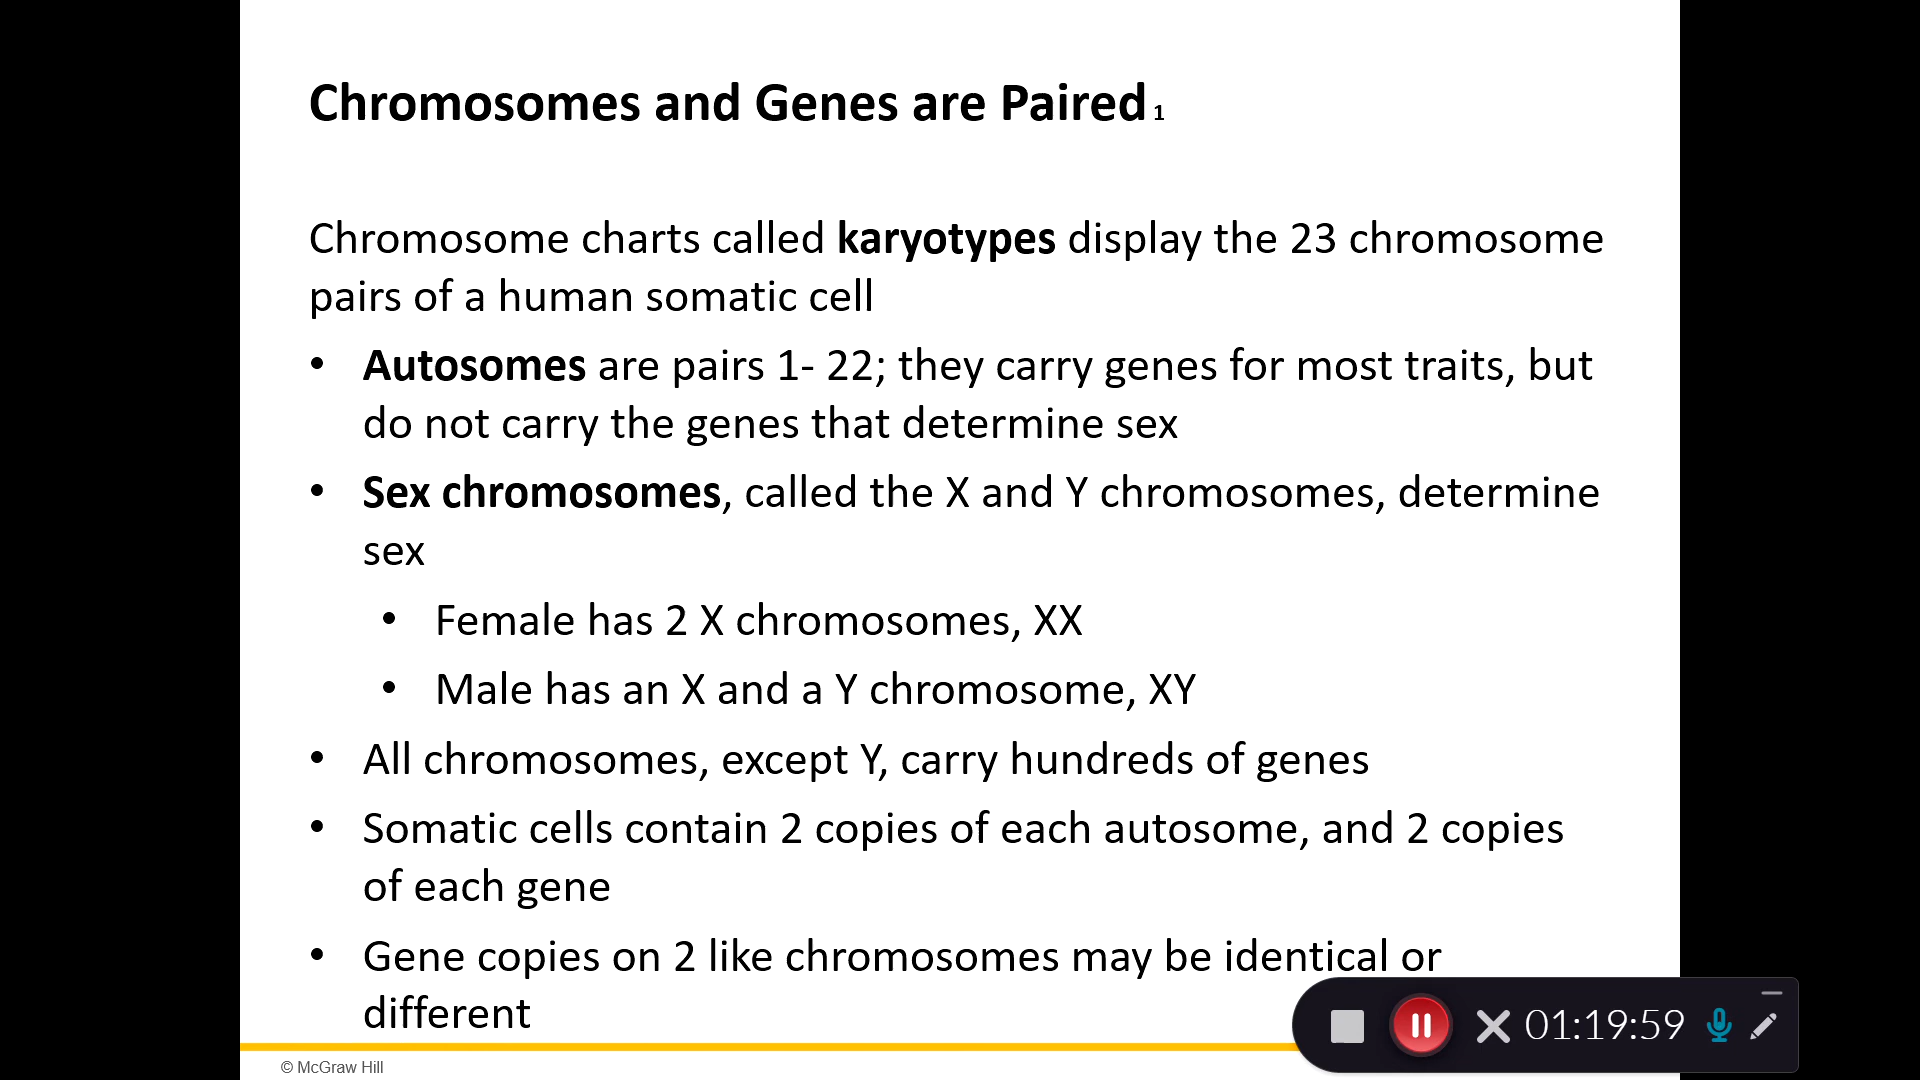 Chromosomes and Genes are Paired 1
Chromosome charts called karyotypes display the 23 chromosome
pairs of a human somatic cell
• Autosomes are pairs 1- 22; they carry genes for most traits, but
do not carry the genes that determine sex
• Sex chromosomes, called the X and Y chromosomes, determine
sex
• Female has 2 X chromosomes, XX
• Male has an X and a Y chromosome, XY
• All chromosomes, except Y, carry hundreds of genes
• Somatic cells contain 2 copies of each autosome, and 2 copies
of each gene
• Gene copies on 2 like chromosomes may be identical or
different
01:19:59
© McGraw Hill